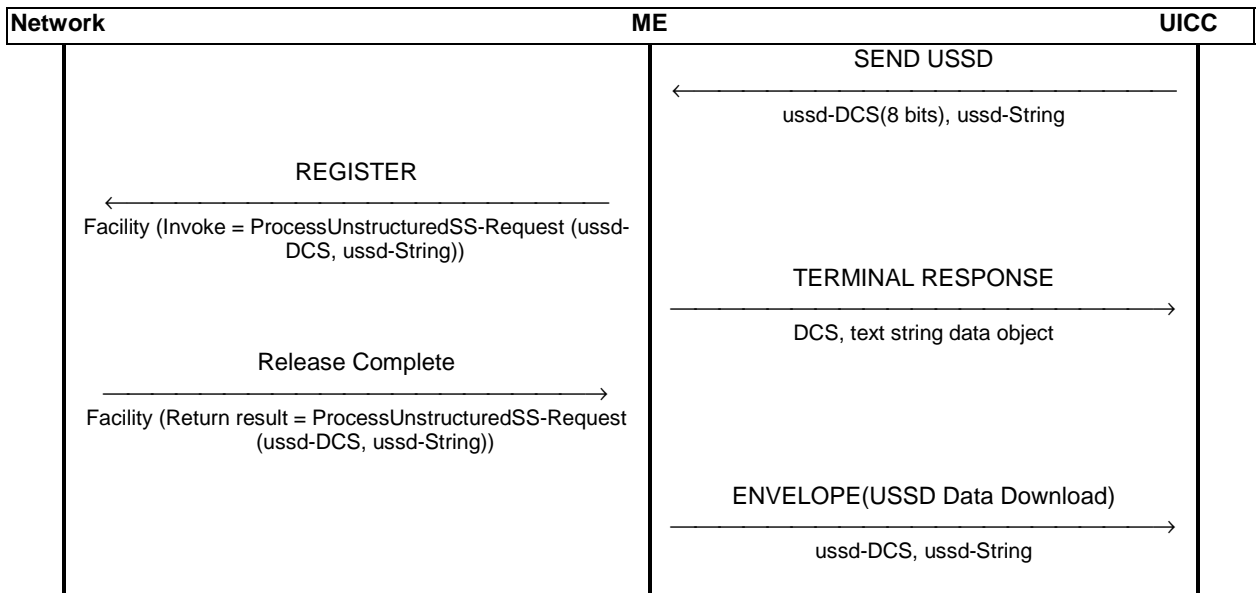 Network ME UICC
SEND USSD
ussd-DCS(8 bits), ussd-String
REGISTER
Facility (Invoke = ProcessUnstructuredSS-Request (ussd-
DCS, ussd-String))
TERMINAL RESPONSE
DCS, text string data object
Release Complete
Facility (Return result = ProcessUnstructuredSS-Request
(ussd-DCS, ussd-String))
ENVELOPE(USSD Data Download)
ussd-DCS, ussd-String